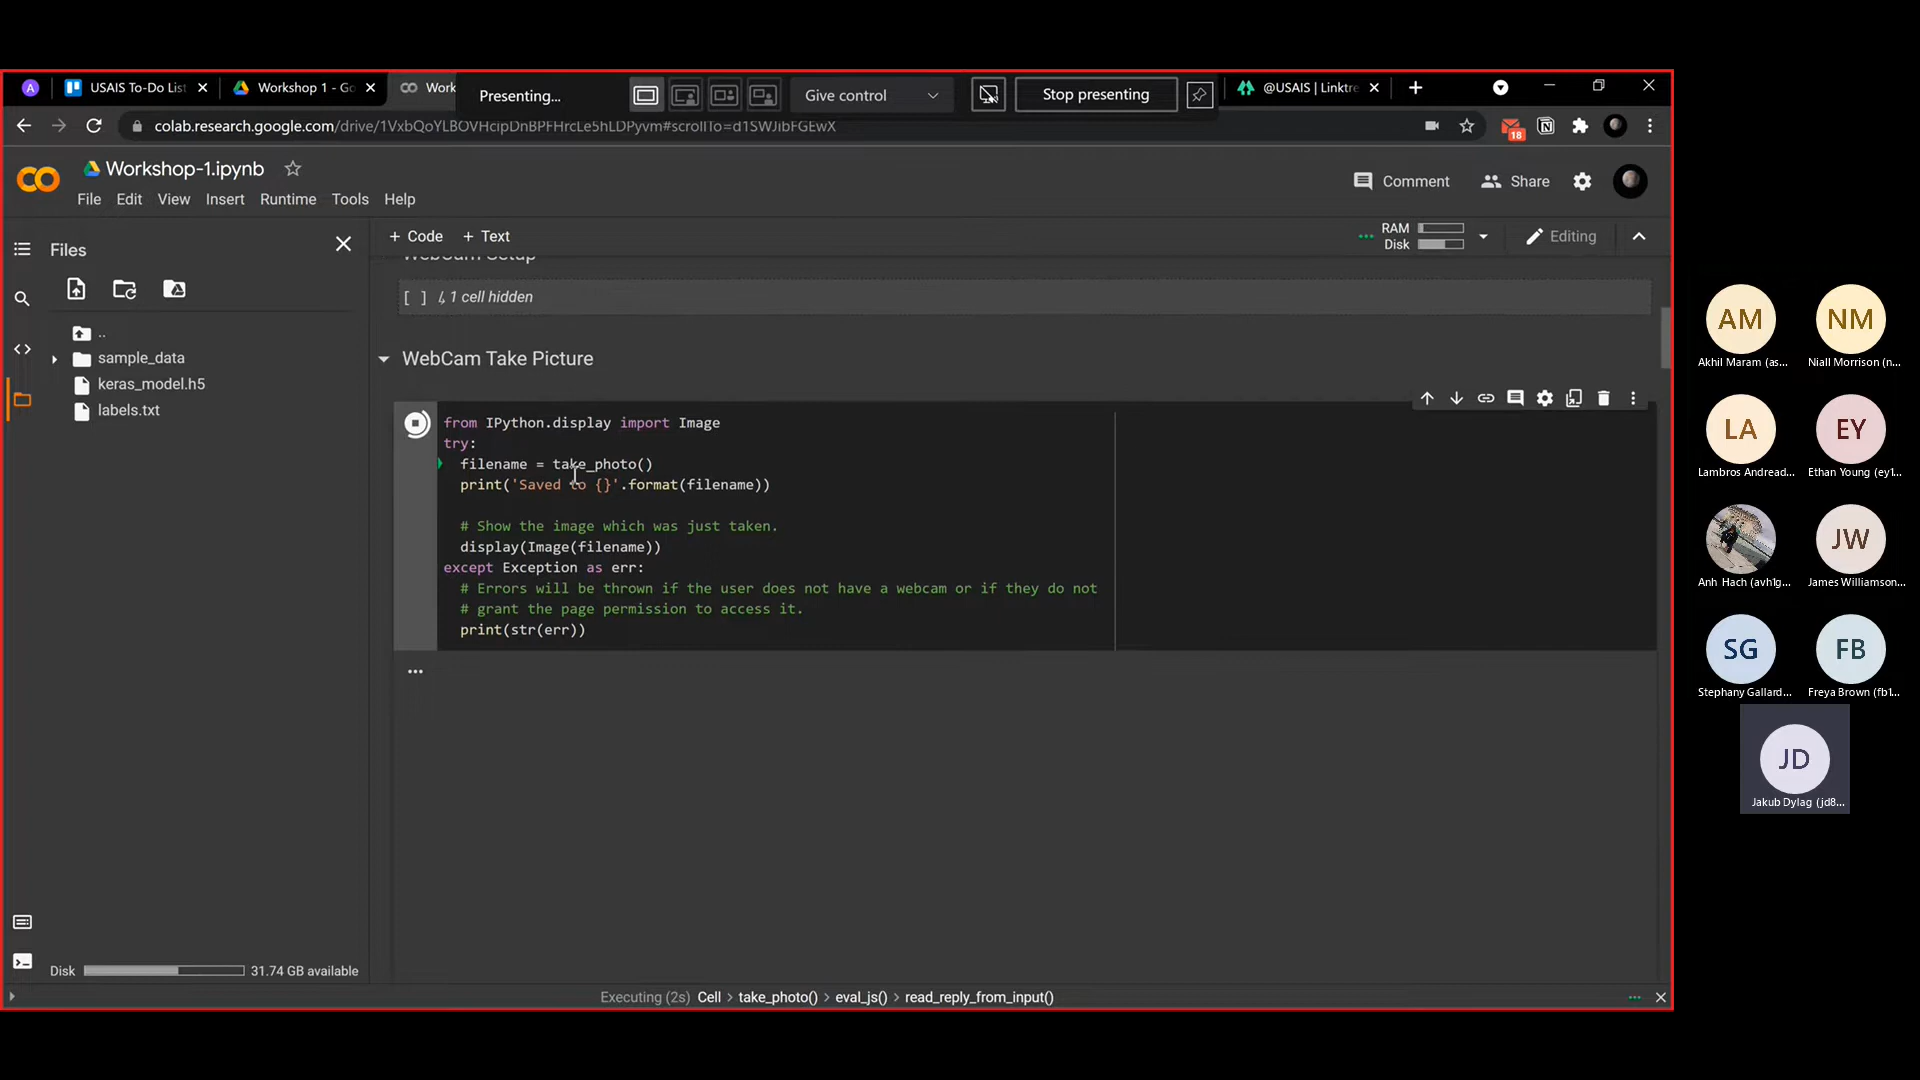 A
USAIS To-Do List
Workshop 1 - Go
Work
Presenting...
Give control
Stop presenting
@USAIS | Linktre
colab.research.google.com/drive/1VxbQoYLBOVHcipDnBPFHrcLe5hLDPyvm#scrollTo=d1SWJibFGEwX
18
Workshop-1.ipynb
File Edit View Insert Runtime Tools Help
Comment
Share
Files
+ Code + Text
RAM
Disk
Editing
WebCam Setup
[ ] 1 cell hidden
..
sample_data
keras_model.h5
labels.txt
WebCam Take Picture
from IPython.display import Image
try:
filename = take_photo()
print('Saved to {}'.format(filename))
# Show the image which was just taken.
display(Image(filename))
except Exception as err:
# Errors will be thrown if the user does not have a webcam or if they do not
# grant the page permission to access it.
print(str(err))
...
Disk 31.74 GB available
Executing (2s) Cell > take_photo() > eval_js() > read_reply_from_input()
AM
Akhil Maram (as...
NM
Niall Morrison (n...
LA
Lambros Andread...
EY
Ethan Young (ey1...
Anh Hach (avh1g...
JW
James Williamson...
SG
Stephany Gallard...
FB
Freya Brown (fb1...
JD
Jakub Dylag (jd8...